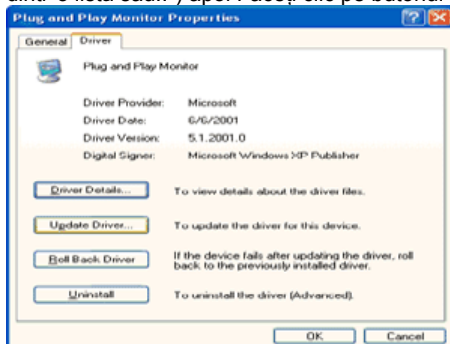 Plug and Play Monitor Properties
General Driver
Plug and Play Monitor
Driver Provider: Microsoft
Driver Date: 6/6/2001
Driver Version: 5.1.2001.0
Digital Signer: Microsoft Windows XP Publisher
Driver Details... To view details about the driver files.
Update Driver... To update the driver for this device.
Roll Back Driver If the device fails after updating the driver, roll
back to the previously installed driver.
Uninstall To uninstall the driver (Advanced).
OK Cancel